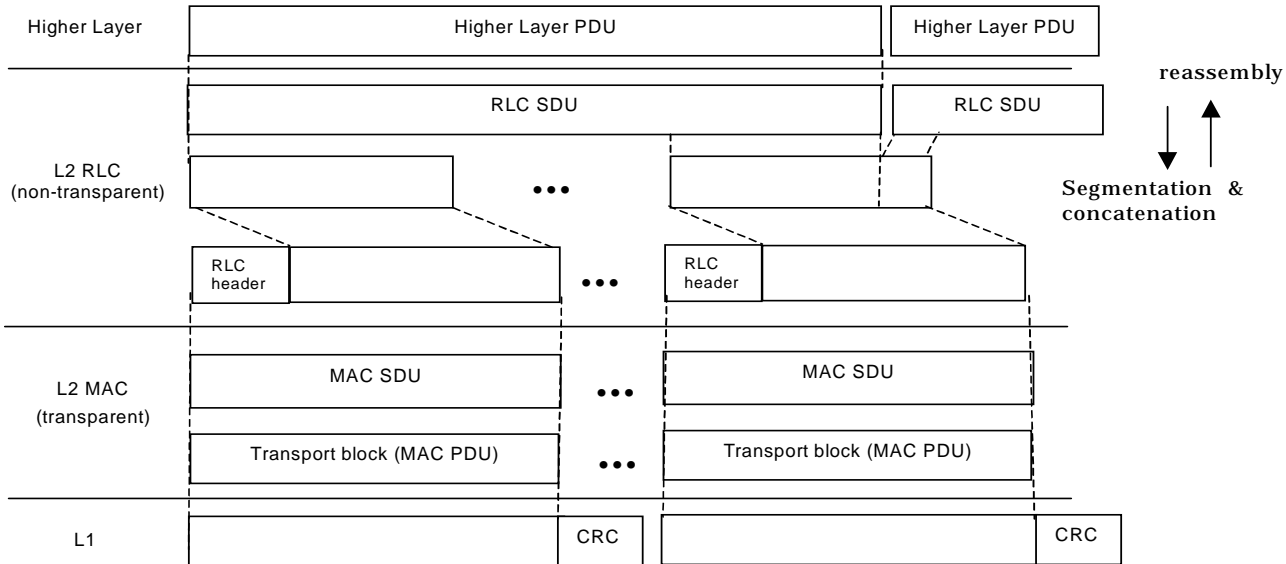 Higher Layer
Higher Layer PDU
Higher Layer PDU
reassembly
RLC SDU
RLC SDU
L2 RLC
(non-transparent)
Segmentation &
concatenation
RLC
header
RLC
header
L2 MAC
(transparent)
MAC SDU
MAC SDU
Transport block (MAC PDU)
Transport block (MAC PDU)
L1
CRC
CRC